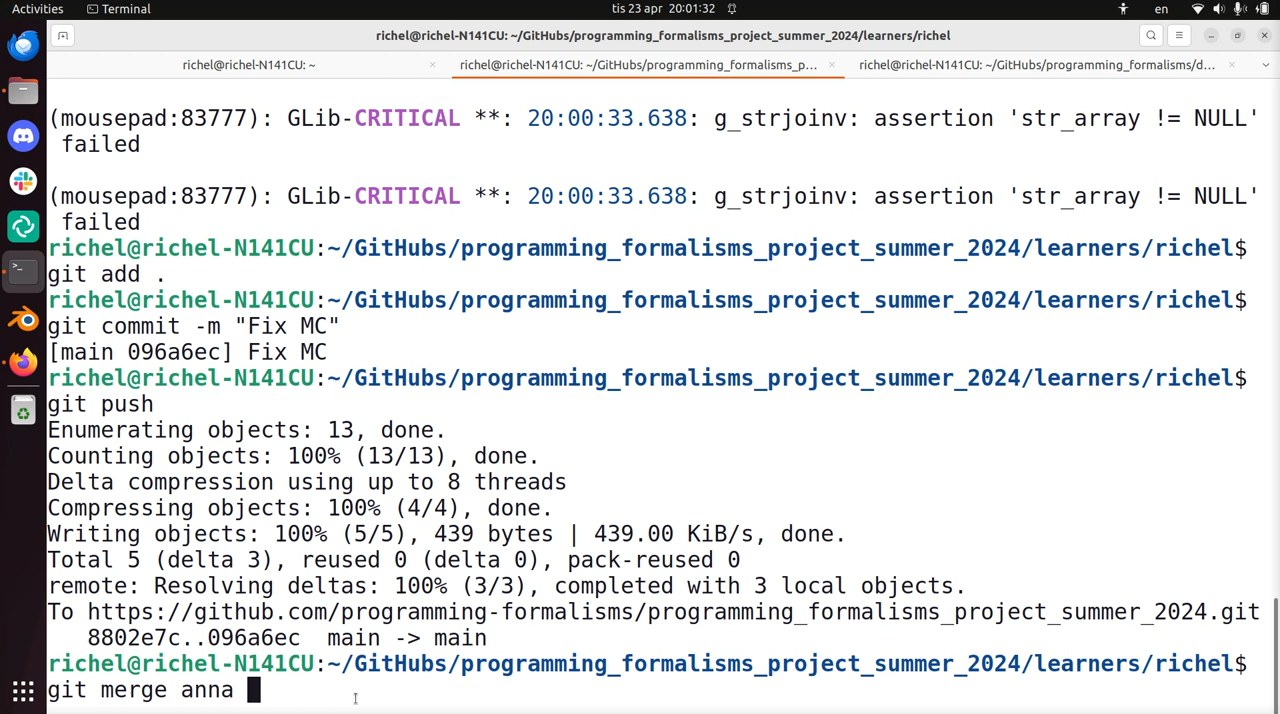 Activities Terminal tis 23 apr 20:01:32 en
richel@richel-N141CU: ~/GitHubs/programming_formalisms_project_summer_2024/learners/richel
richel@richel-N141CU: ~ × richel@richel-N141CU: ~/GitHubs/programming_formalisms_p... × richel@richel-N141CU: ~/GitHubs/programming_formalisms/d... ×
(mousepad:83777): GLib-CRITICAL **: 20:00:33.638: g_strjoinv: assertion 'str_array != NULL'
 failed
(mousepad:83777): GLib-CRITICAL **: 20:00:33.638: g_strjoinv: assertion 'str_array != NULL'
 failed
richel@richel-N141CU:~/GitHubs/programming_formalisms_project_summer_2024/learners/richel$
git add .
richel@richel-N141CU:~/GitHubs/programming_formalisms_project_summer_2024/learners/richel$
git commit -m "Fix MC"
[main 096a6ec] Fix MC
richel@richel-N141CU:~/GitHubs/programming_formalisms_project_summer_2024/learners/richel$
git push
Enumerating objects: 13, done.
Counting objects: 100% (13/13), done.
Delta compression using up to 8 threads
Compressing objects: 100% (4/4), done.
Writing objects: 100% (5/5), 439 bytes | 439.00 KiB/s, done.
Total 5 (delta 3), reused 0 (delta 0), pack-reused 0
remote: Resolving deltas: 100% (3/3), completed with 3 local objects.
To https://github.com/programming-formalisms/programming_formalisms_project_summer_2024.git
   8802e7c..096a6ec  main -> main
richel@richel-N141CU:~/GitHubs/programming_formalisms_project_summer_2024/learners/richel$
git merge anna